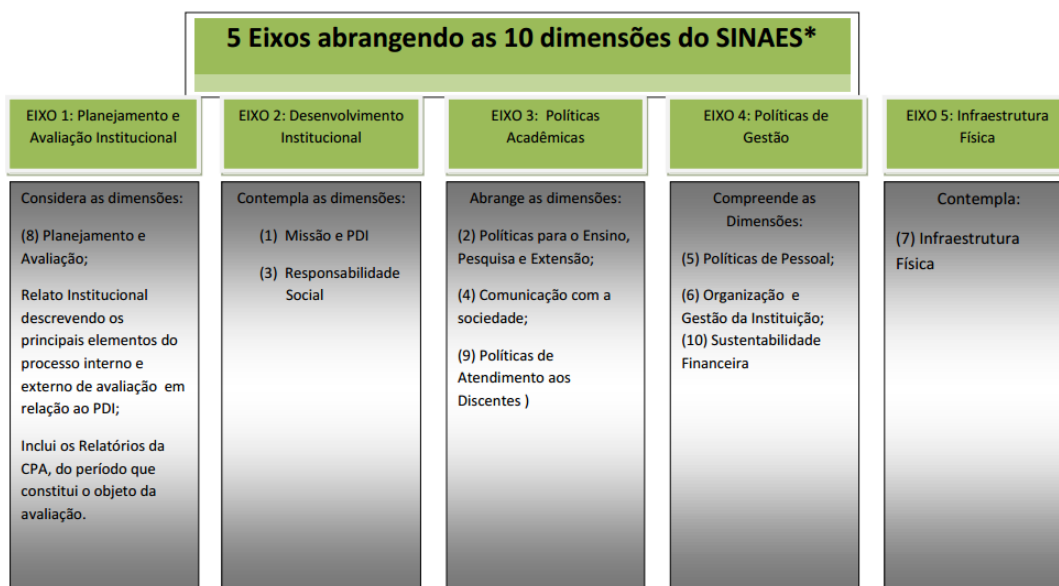 5 Eixos abrangendo as 10 dimensões do SINAES*
EIXO 1: Planejamento e
Avaliação Institucional
Considera as dimensões:
(8) Planejamento e
Avaliação;
Relato Institucional
descrevendo os
principais elementos do
processo interno e
externo de avaliação em
relação ao PDI;
Inclui os Relatórios da
CPA, do período que
constitui o objeto da
avaliação.
EIXO 2: Desenvolvimento
Institucional
Contempla as dimensões:
(1) Missão e PDI
(3) Responsabilidade
Social
EIXO 3: Políticas
Acadêmicas
Abrange as dimensões:
(2) Políticas para o Ensino,
Pesquisa e Extensão;
(4) Comunicação com a
sociedade;
(9) Políticas de
Atendimento aos
Discentes )
EIXO 4: Políticas de
Gestão
Compreende as
Dimensões:
(5) Políticas de Pessoal;
(6) Organização e
Gestão da Instituição;
(10) Sustentabilidade
Financeira
EIXO 5: Infraestrutura
Física
Contempla:
(7) Infraestrutura
Física